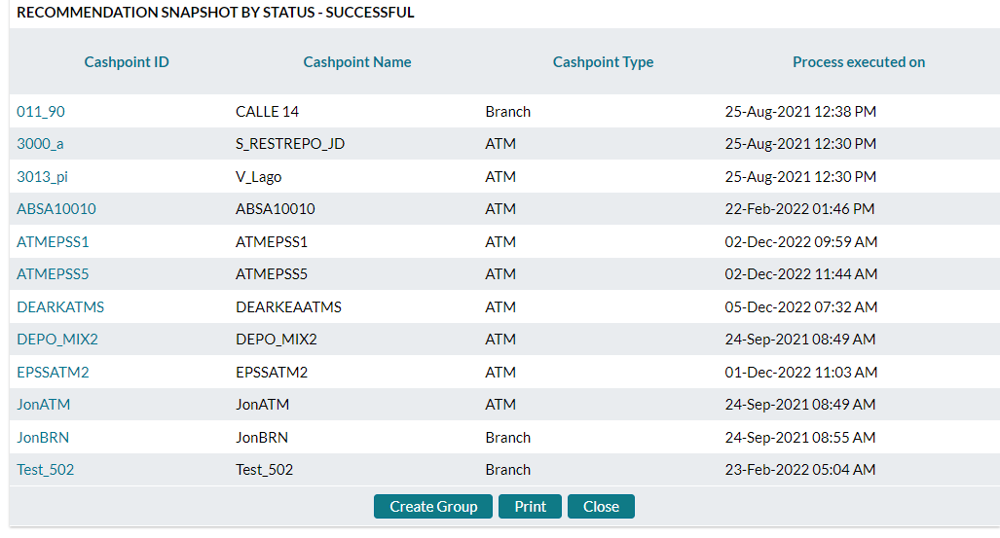 RECOMMENDATION SNAPSHOT BY STATUS - SUCCESSFUL
Cashpoint ID Cashpoint Name Cashpoint Type Process executed on
011_90 CALLE 14 Branch 25-Aug-2021 12:38 PM
3000_a S_RESTREPO_JD ATM 25-Aug-2021 12:30 PM
3013_pi V_Lago ATM 25-Aug-2021 12:30 PM
ABSA10010 ABSA10010 ATM 22-Feb-2022 01:46 PM
ATMEPSS1 ATMEPSS1 ATM 02-Dec-2022 09:59 AM
ATMEPSS5 ATMEPSS5 ATM 02-Dec-2022 11:44 AM
DEARKATMS DEARKEAATMS ATM 05-Dec-2022 07:32 AM
DEPO_MIX2 DEPO_MIX2 ATM 24-Sep-2021 08:49 AM
EPSSATM2 EPSSATM2 ATM 01-Dec-2022 11:03 AM
JonATM JonATM ATM 24-Sep-2021 08:49 AM
JonBRN JonBRN Branch 24-Sep-2021 08:55 AM
Test_502 Test_502 Branch 23-Feb-2022 05:04 AM
Create Group Print Close